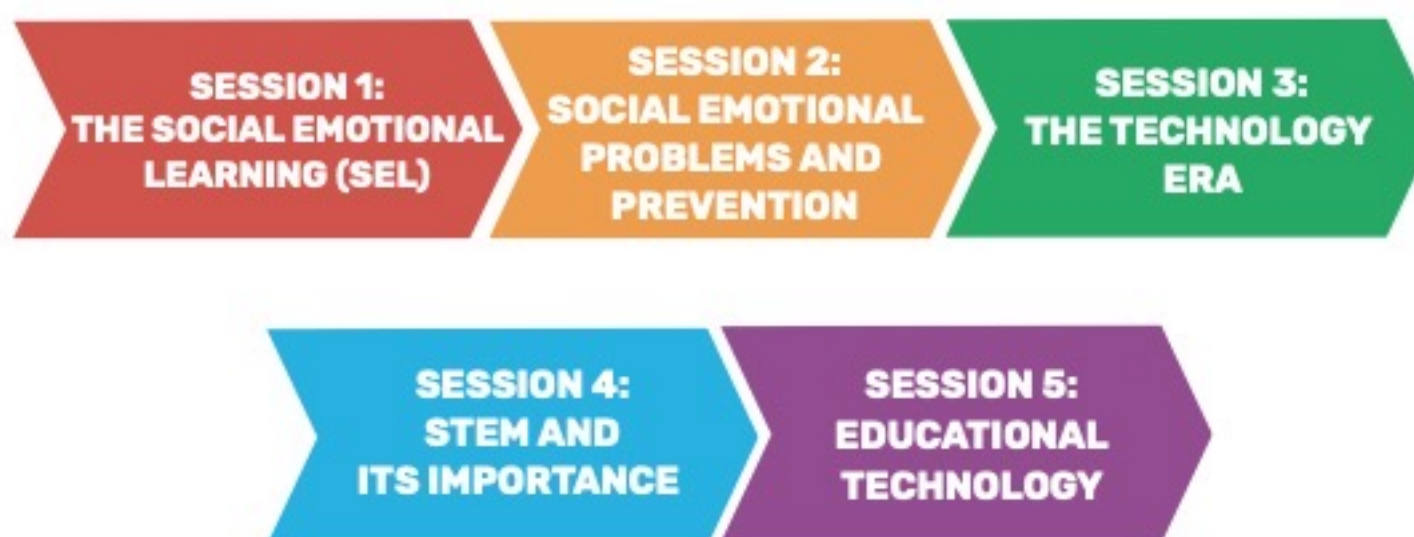 SESSION 1:
THE SOCIAL EMOTIONAL
LEARNING (SEL)
SESSION 2:
SOCIAL EMOTIONAL
PROBLEMS AND
PREVENTION
SESSION 3:
THE TECHNOLOGY
ERA
SESSION 4:
STEM AND
ITS IMPORTANCE
SESSION 5:
EDUCATIONAL
TECHNOLOGY